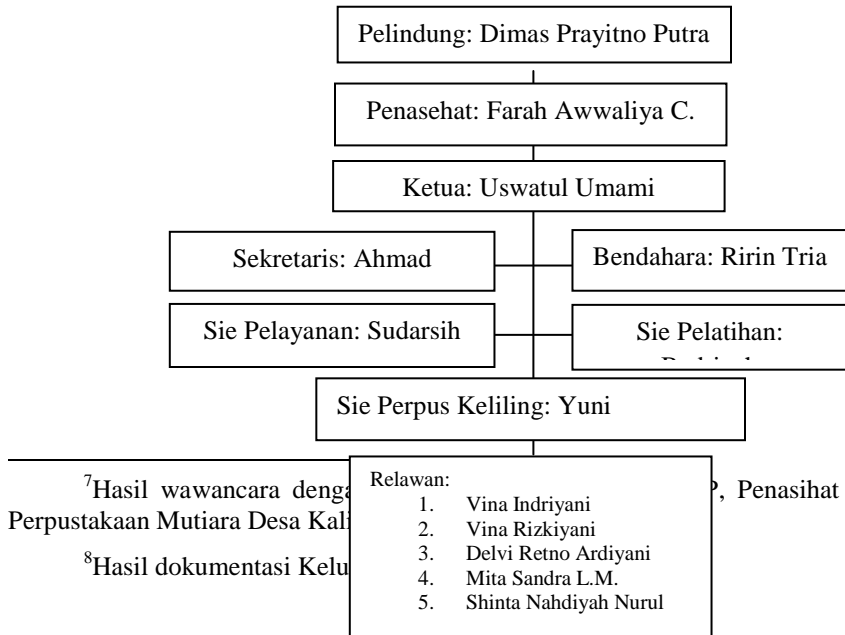 Pelindung: Dimas Prayitno Putra
Penasehat: Farah Awwaliya C.
Ketua: Uswatul Umami
Sekretaris: Ahmad
Bendahara: Ririn Tria
Sie Pelayanan: Sudarsih
Sie Pelatihan:
Sie Perpus Keliling: Yuni
Relawan:
1. Vina Indriyani
2. Vina Rizkiyani
3. Delvi Retno Ardiyani
4. Mita Sandra L.M.
5. Shinta Nahdiyah Nurul
⁷Hasil wawancara denga P, Penasihat
Perpustakaan Mutiara Desa Kali
⁸Hasil dokumentasi Kelu